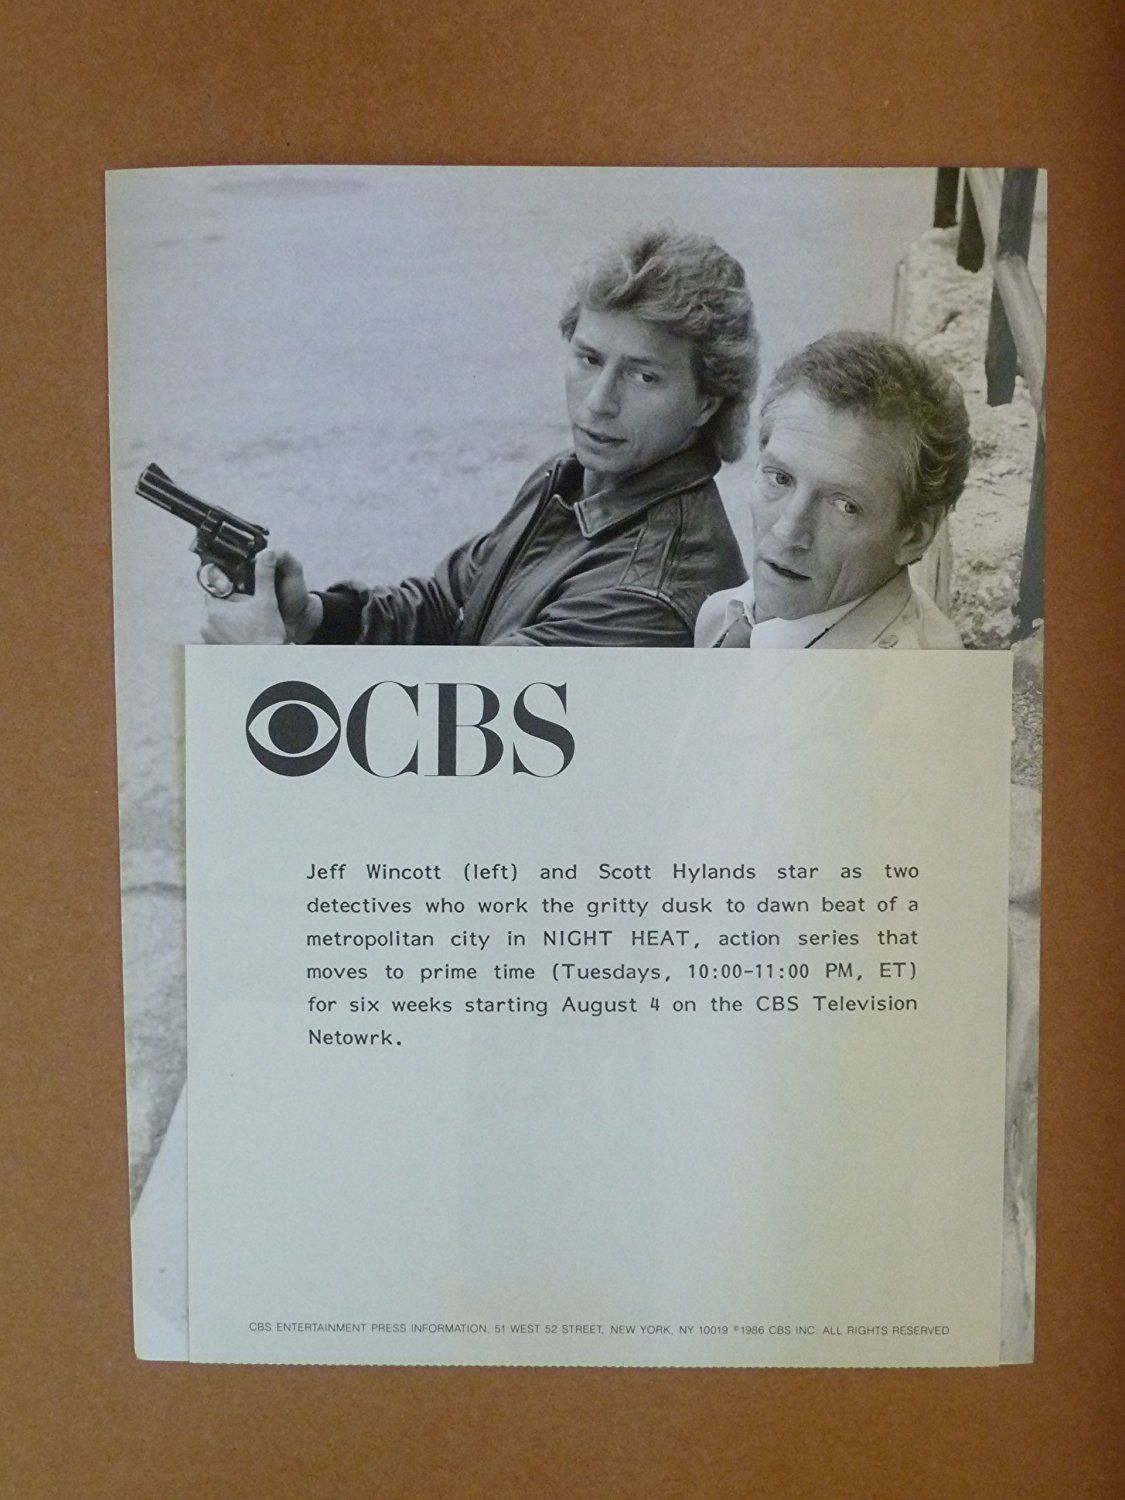 CBS
Jeff Wincott (left) and Scott Hylands star as two
detectives who work the gritty dusk to dawn beat of a
metropolitan city in NIGHT HEAT, action series that
moves to prime time (Tuesdays, 10:00-11:00 PM, ET)
for six weeks starting August 4 on the CBS Television
Netowrk.
CBS ENTERTAINMENT PRESS INFORMATION, 51 WEST 52 STREET, NEW YORK, NY 10019 ©1986 CBS INC. ALL RIGHTS RESERVED